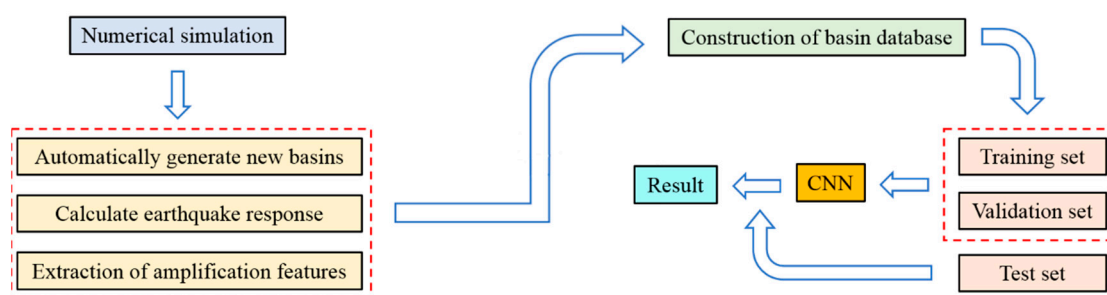 Numerical simulation
Automatically generate new basins
Calculate earthquake response
Extraction of amplification features
Construction of basin database
Training set
Validation set
Test set
CNN
Result